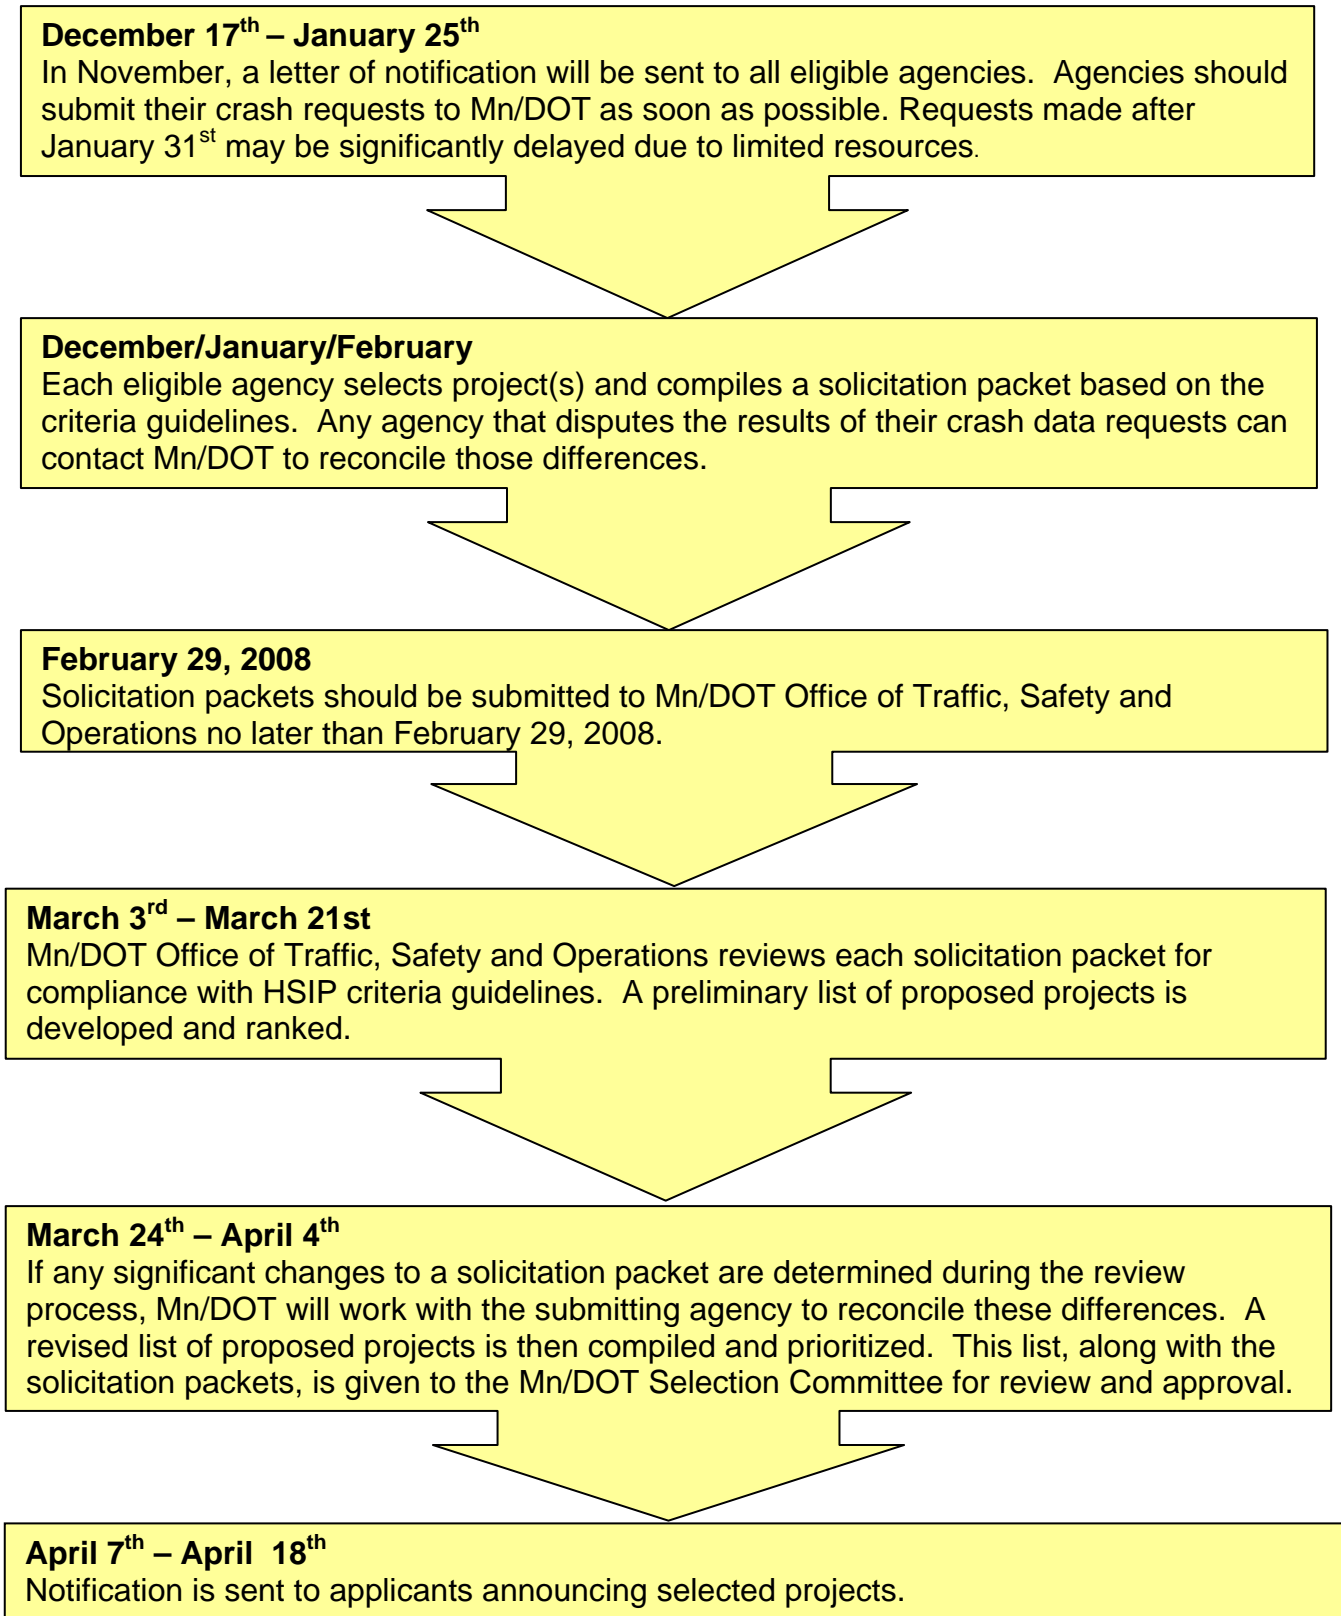 December 17th – January 25th
In November, a letter of notification will be sent to all eligible agencies.  Agencies should
submit their crash requests to Mn/DOT as soon as possible. Requests made after
January 31st may be significantly delayed due to limited resources.
December/January/February
Each eligible agency selects project(s) and compiles a solicitation packet based on the
criteria guidelines.  Any agency that disputes the results of their crash data requests can
contact Mn/DOT to reconcile those differences.
February 29, 2008
Solicitation packets should be submitted to Mn/DOT Office of Traffic, Safety and
Operations no later than February 29, 2008.
March 3rd – March 21st
Mn/DOT Office of Traffic, Safety and Operations reviews each solicitation packet for
compliance with HSIP criteria guidelines.  A preliminary list of proposed projects is
developed and ranked.
March 24th – April 4th
If any significant changes to a solicitation packet are determined during the review
process, Mn/DOT will work with the submitting agency to reconcile these differences.  A
revised list of proposed projects is then compiled and prioritized.  This list, along with the
solicitation packets, is given to the Mn/DOT Selection Committee for review and approval.
April 7th – April  18th
Notification is sent to applicants announcing selected projects.